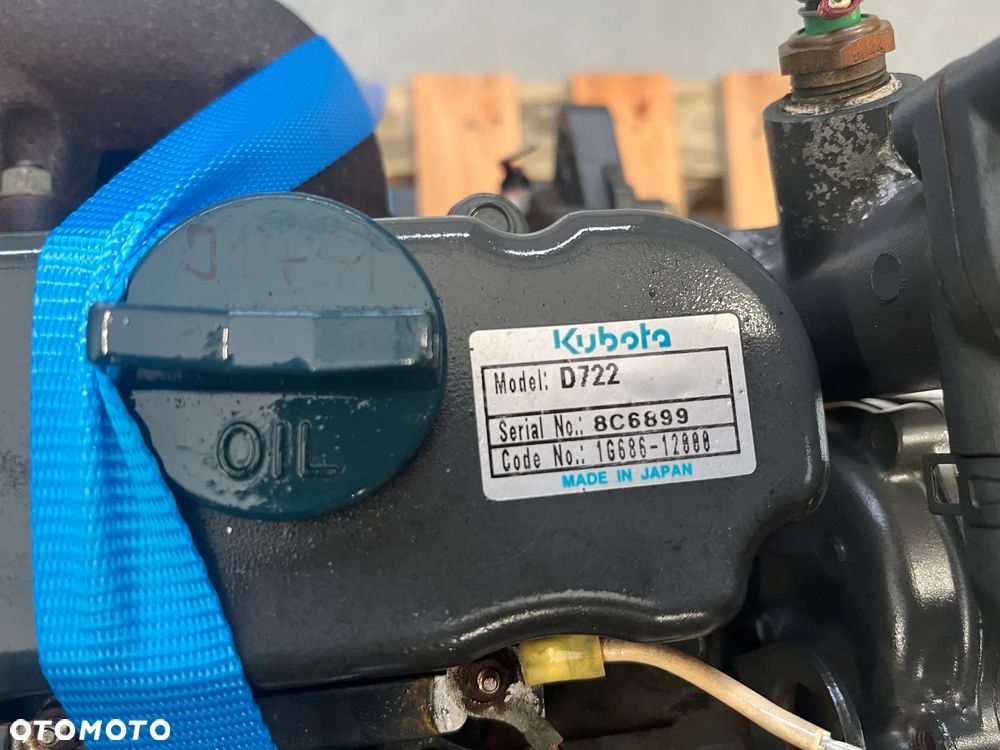 Kubota
Model: D722
Serial No.: 8C6899
Code No.: 1G686-12000
MADE IN JAPAN
OIL
OTOMOTO